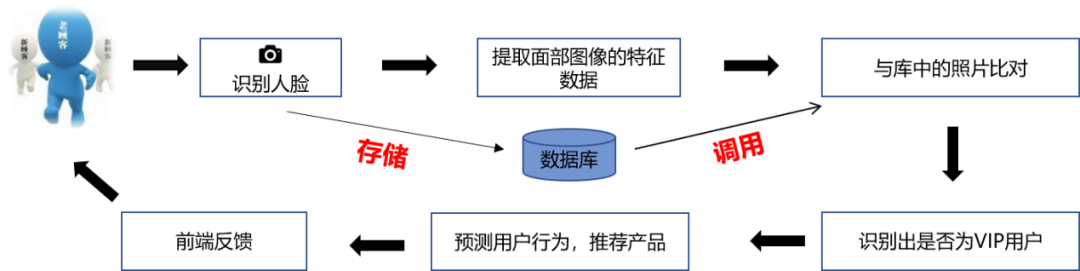 新顾客
老顾客
新顾客
识别人脸
提取面部图像的特征
数据
与库中的照片比对
存储
数据库
调用
前端反馈
预测用户行为，推荐产品
识别出是否为VIP用户